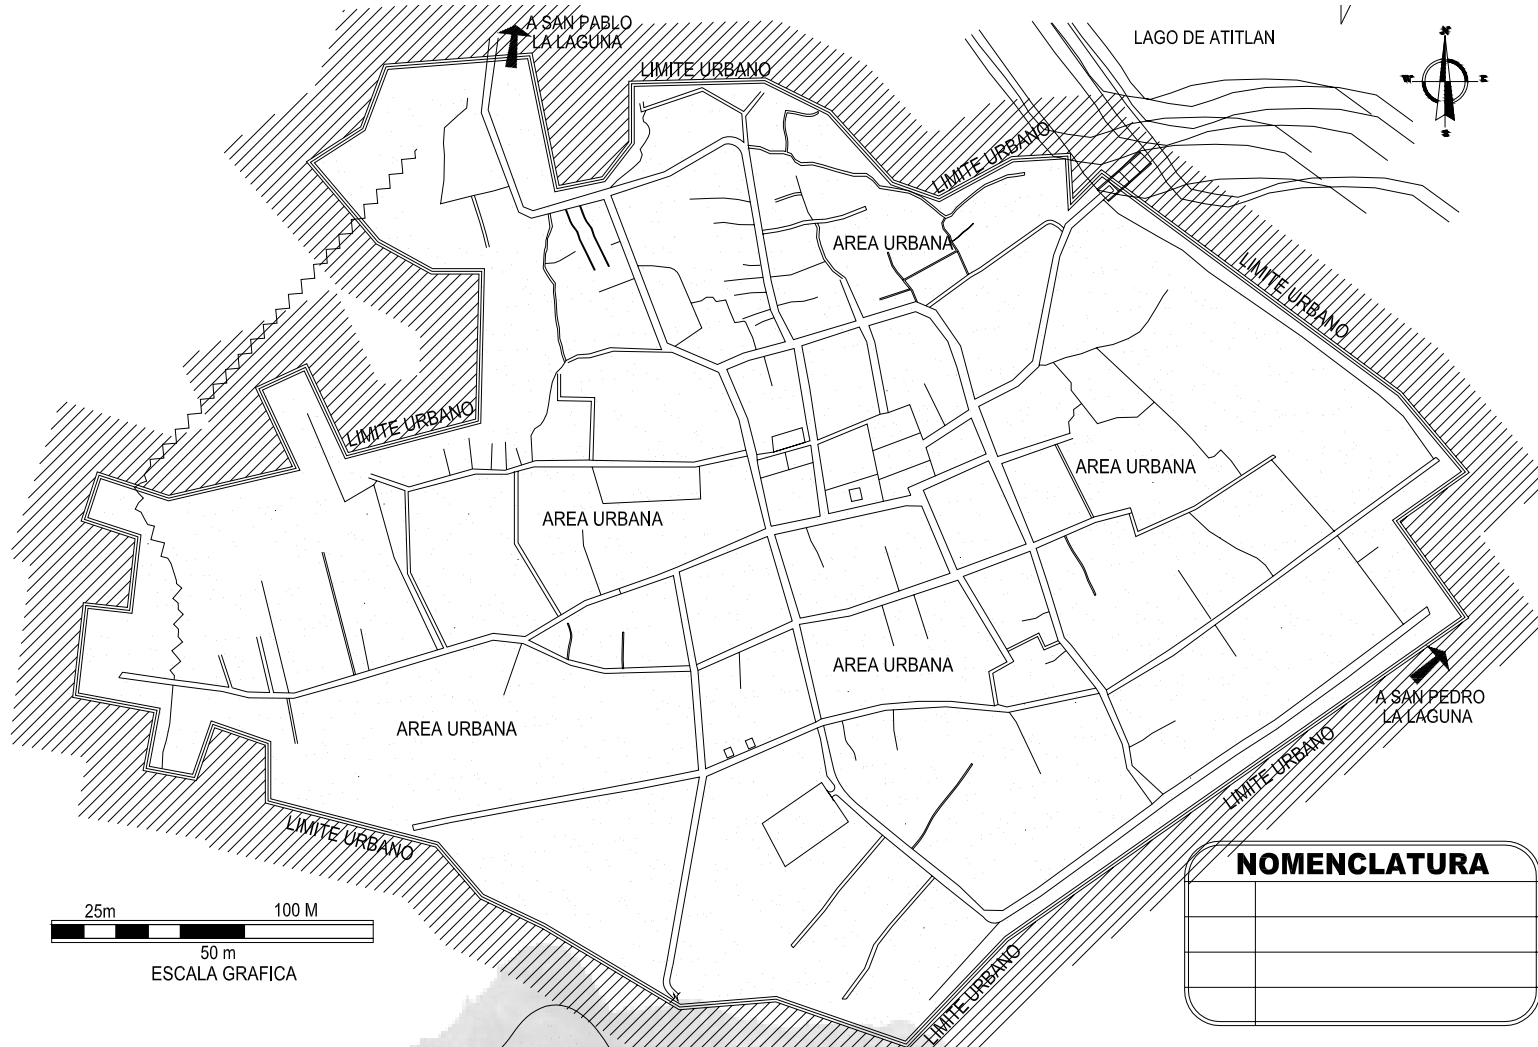 A SAN PABLO
LA LAGUNA
LAGO DE ATITLAN
LIMITE URBANO
LIMITE URBANO
AREA URBANA
LIMITE URBANO
LIMITE URBANO
AREA URBANA
AREA URBANA
AREA URBANA
A SAN PEDRO
LA LAGUNA
AREA URBANA
LIMITE URBANO
LIMITE URBANO
NOMENCLATURA
25m
100 M
50 m
ESCALA GRAFICA
LIMITE URBANO